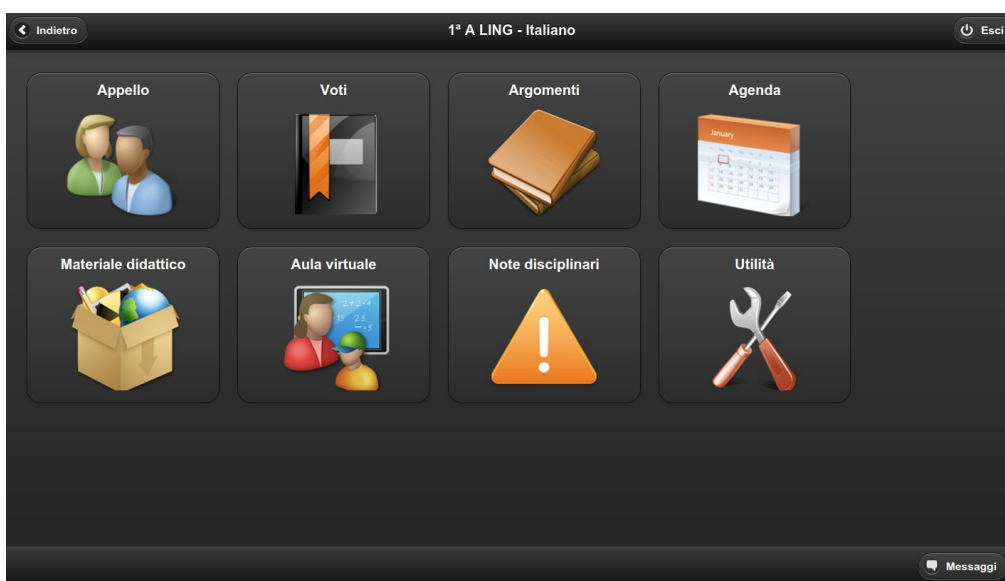 Indietro
1ª A LING - Italiano
Esci
Appello
Voti
Argomenti
Agenda
January
Materiale didattico
Aula virtuale
Note disciplinari
Utilità
Messaggi